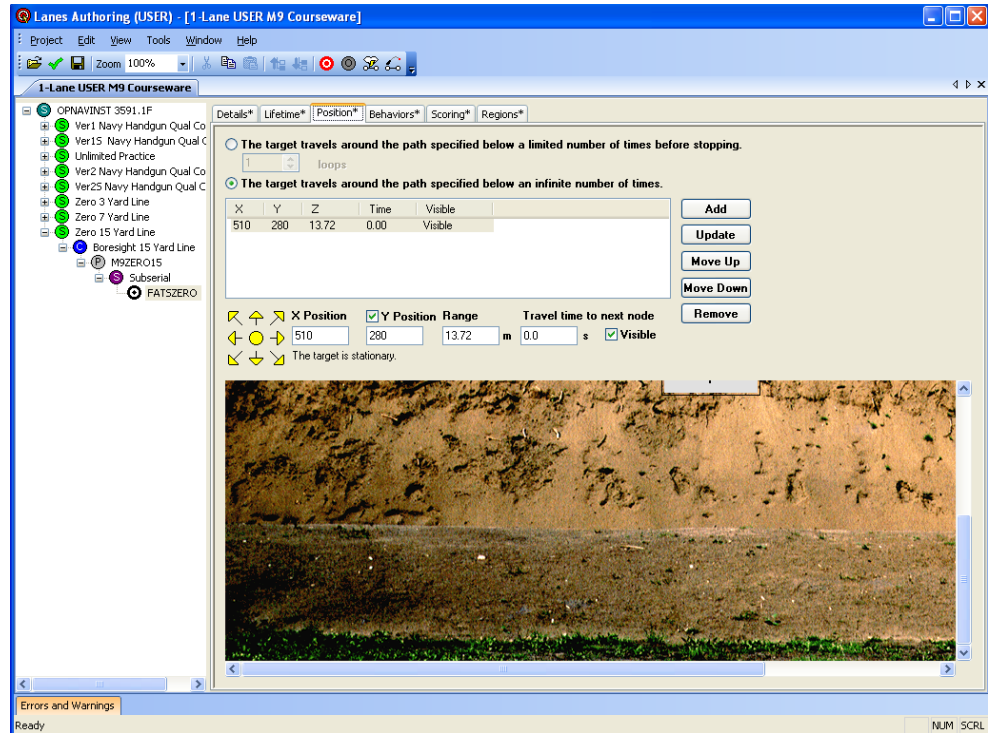 Lanes Authoring (USER) - [1-Lane USER M9 Courseware]
Project Edit View Tools Window Help
Zoom 100%
1-Lane USER M9 Courseware
OPNAVINST 3591.1F
Ver1 Navy Handgun Qual Co
Ver1S Navy Handgun Qual C
Unlimited Practice
Ver2 Navy Handgun Qual Co
Ver2S Navy Handgun Qual C
Zero 3 Yard Line
Zero 7 Yard Line
Zero 15 Yard Line
Boresight 15 Yard Line
M9ZERO15
Subserial
FATSZERO
Details* Lifetime* Position* Behaviors* Scoring* Regions*
The target travels around the path specified below a limited number of times before stopping.
1 loops
The target travels around the path specified below an infinite number of times.
X Y Z Time Visible
510 280 13.72 0.00 Visible
Add
Update
Move Up
Move Down
Remove
X Position Y Position Range Travel time to next node
510 280 13.72 m 0.0 s Visible
The target is stationary.
Errors and Warnings
Ready NUM SCRL